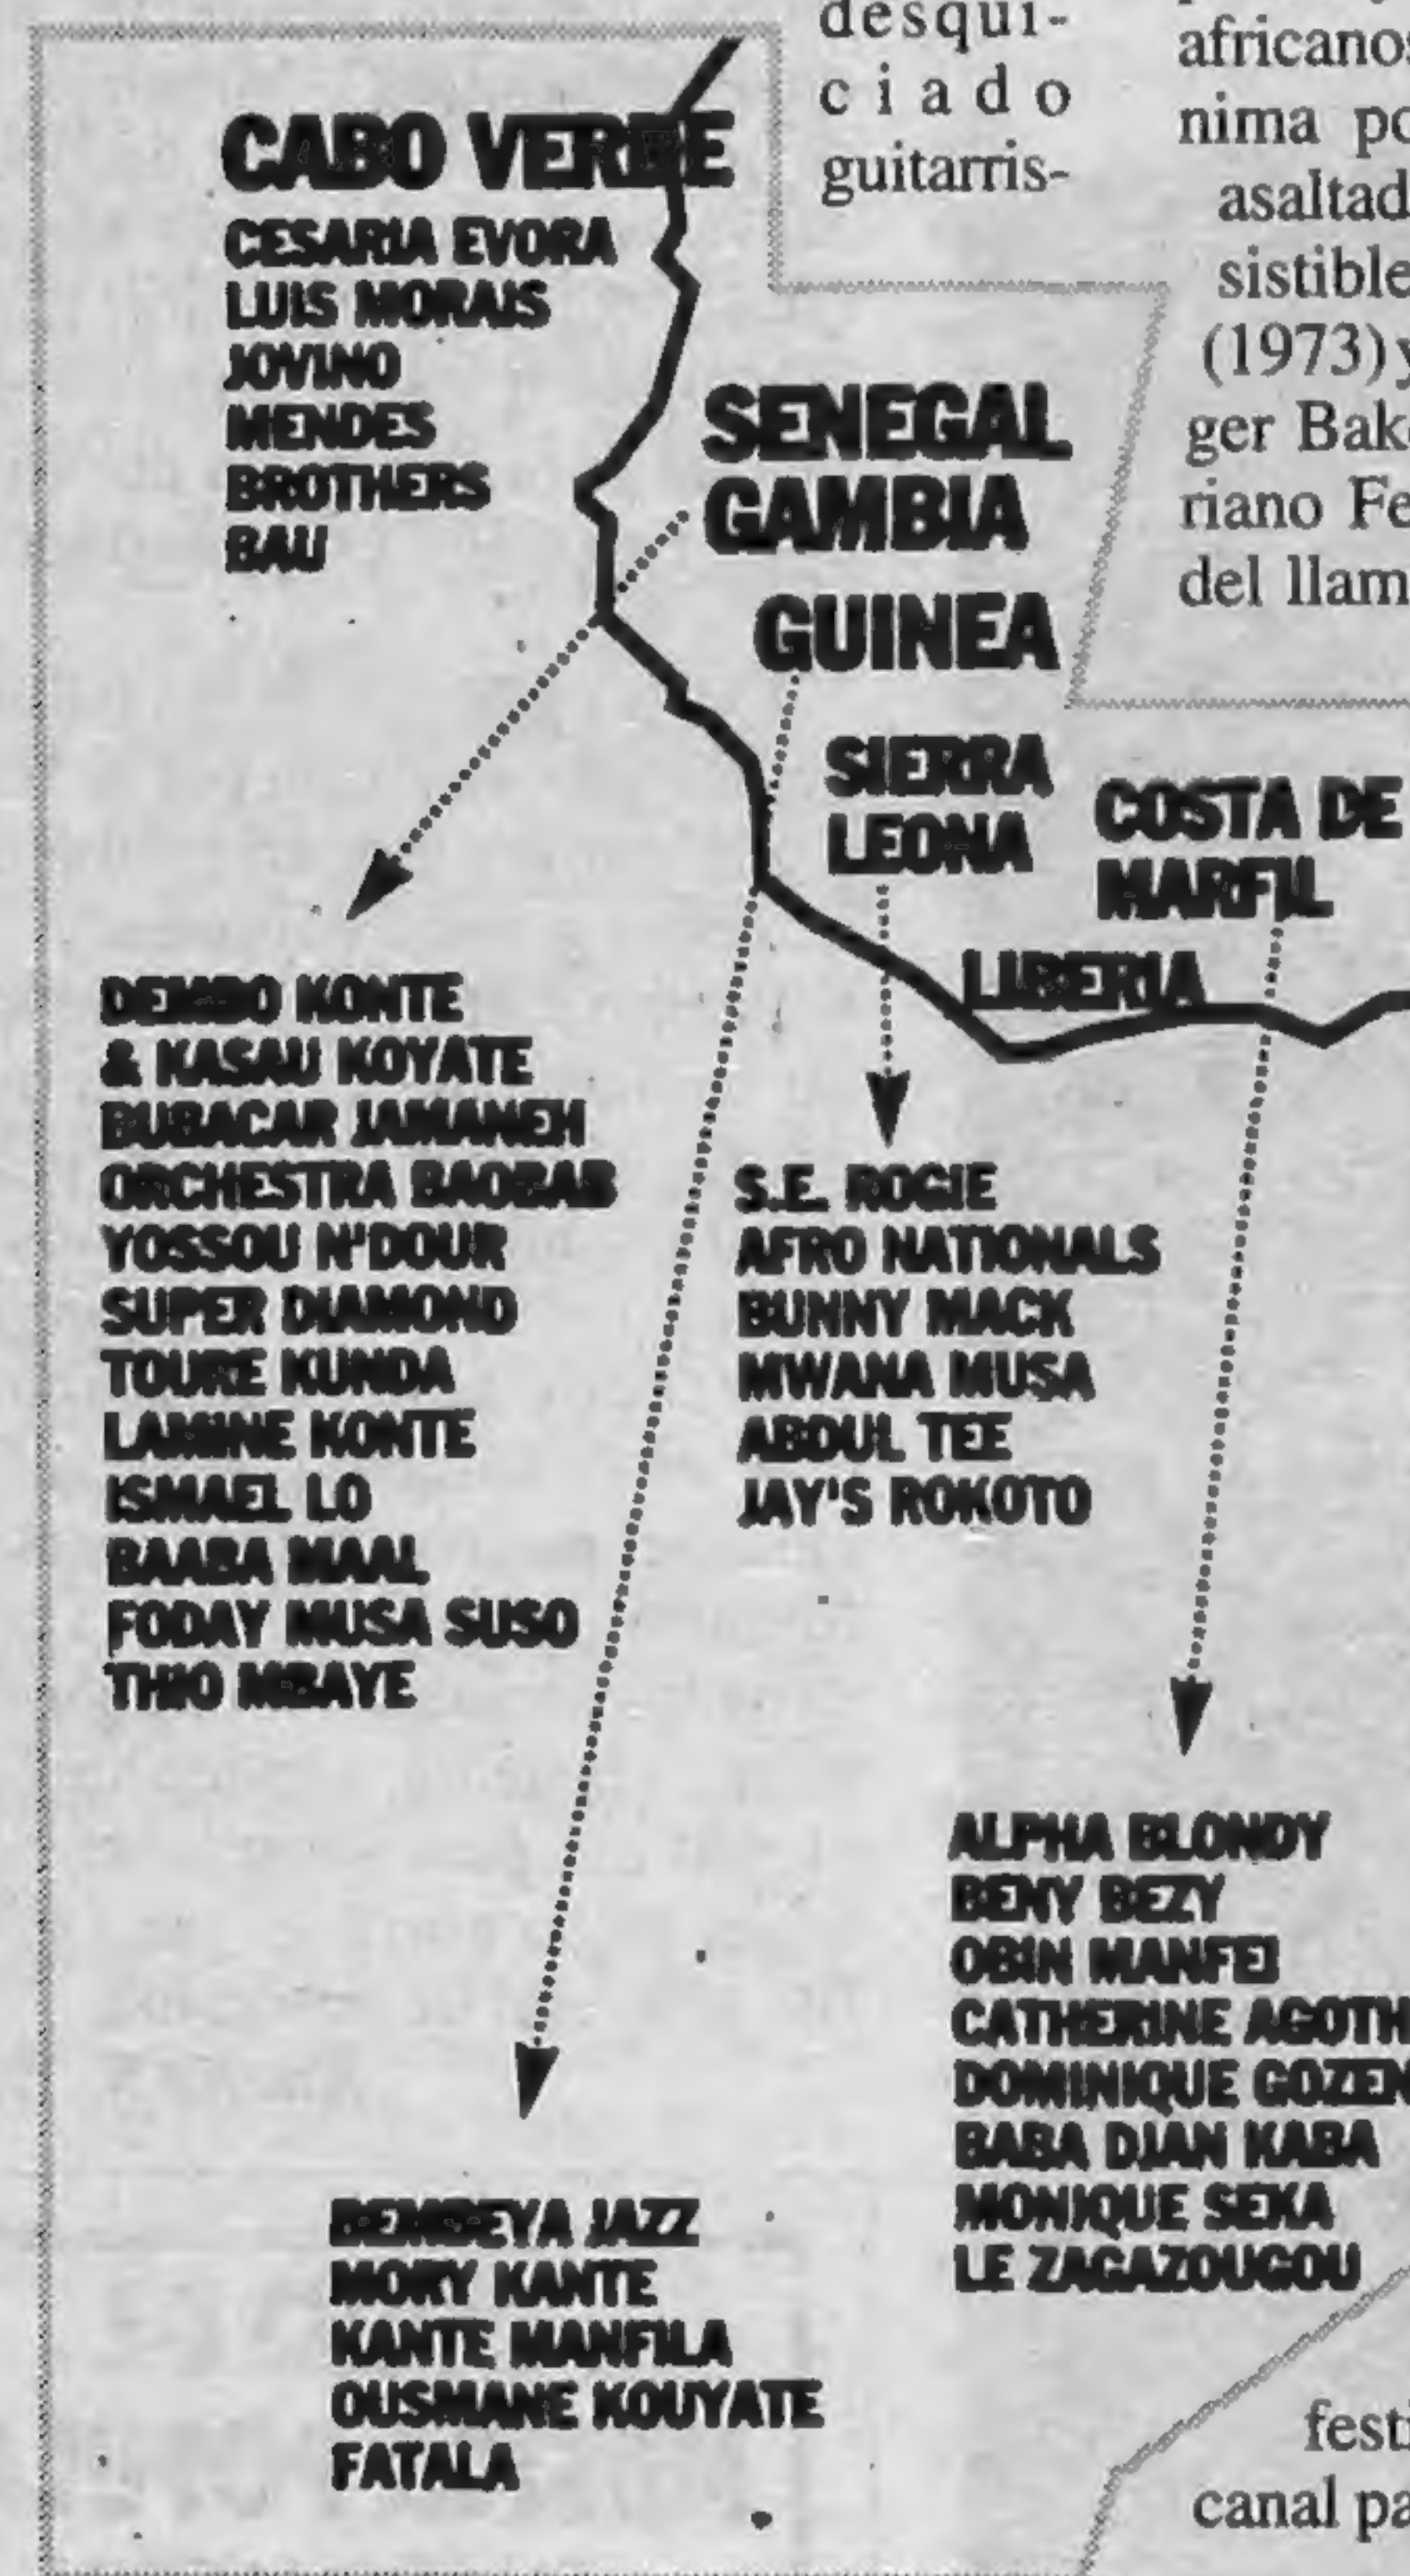 desqui-
ciado
guitarris-
nima
asaltad
sistible
(1973) y
ger
riano Fe
del llam
CABO VERDE
CESARIA EVORA
LUIS MORAIS
JOVINO
MENDES
BROTHERS
BAU
SENEGAL
GAMBIA
GUINEA
SIERRA
LEONA
COSTA DE
MARFIL
LIBERIA
DEMBO KONTE
& KASAU KOYATE
BUBACAR JAMANEH
ORCHESTRA BAOBAB
YOSSOU N'DOUR
SUPER DIAMOND
TOURE KUNDA
LAMINE KONTE
ISMAEL LO
BAABA MAAL
FODAY MUSA SUSO
THIO MBAYE
S.E. ROGIE
AFRO NATIONALS
BUNNY MACK
MWANA MUSA
ABDUL TEE
JAY'S ROKOTO
ALPHA BLONDY
BENY BEZY
OBIN MANFEI
CATHERINE AGOTH
DOMINIQUE GOZEN
BABA DJAN KABA
MONIQUE SEKA
LE ZAGAZOUGOU
BEMBEYA JAZZ
MORY KANTE
KANTE MANFILA
OUSMANE KOUYATE
FATALA
festi
canal pa